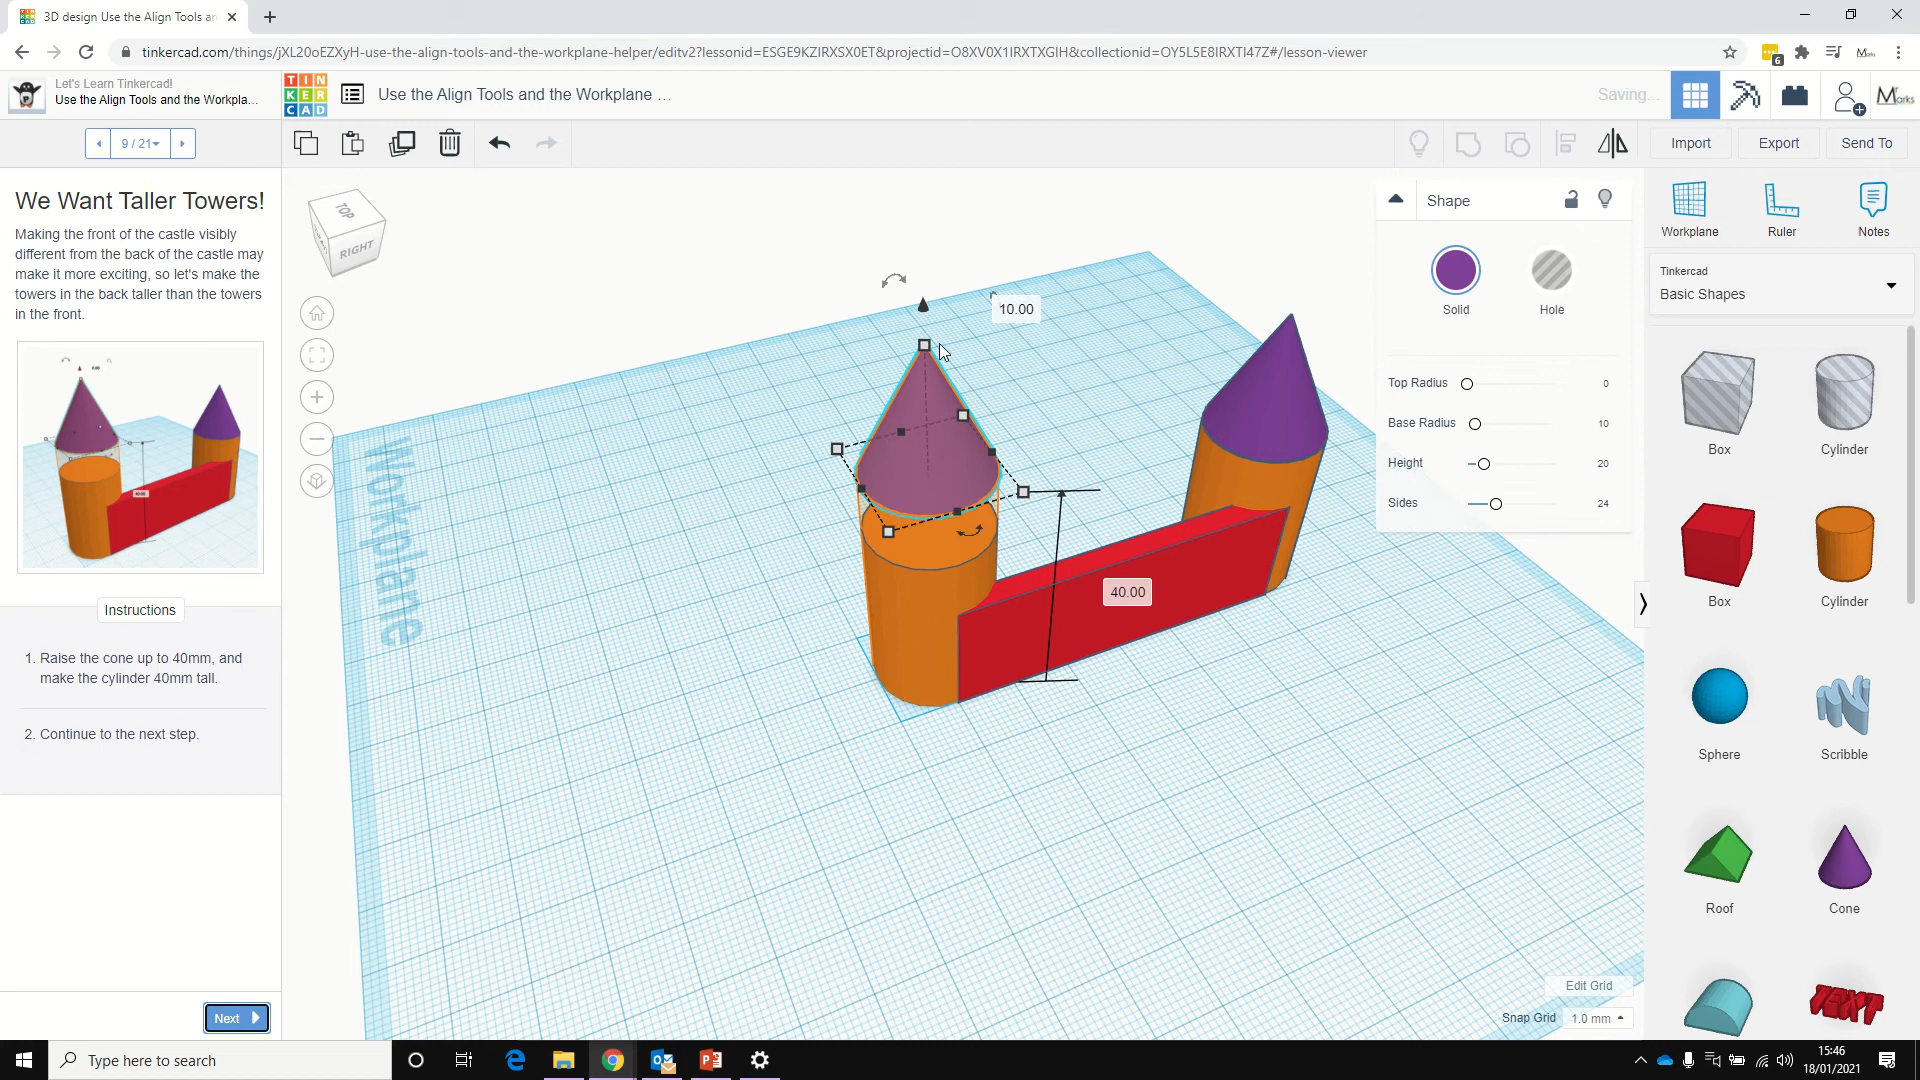 3D design Use the Align Tools an
tinkercad.com/things/jXL20oEZXyH-use-the-align-tools-and-the-workplane-helper/editv2?lessonid=ESGE9KZIRXSX0ET&projectid=O8XV0X1IRXTXGIH&collectionid=OY5L5E8IRXTI47Z#/lesson-viewer
6
Let's Learn Tinkercad!
Use the Align Tools and the Workpla...
TIN
KER
CAD
Use the Align Tools and the Workplane ...
Saving...
Mr Marks
9 / 21
Import
Export
Send To
We Want Taller Towers!
Making the front of the castle visibly
different from the back of the castle may
make it more exciting, so let's make the
towers in the back taller than the towers
in the front.
Instructions
1. Raise the cone up to 40mm, and
make the cylinder 40mm tall.
2. Continue to the next step.
Next
TOP
RIGHT
Workplane
10.00
40.00
Shape
Solid
Hole
Top Radius
0
Base Radius
10
Height
20
Sides
24
Edit Grid
Snap Grid
1.0 mm
Workplane
Ruler
Notes
Tinkercad
Basic Shapes
Box
Cylinder
Box
Cylinder
Sphere
Scribble
Roof
Cone
TEXT
Type here to search
15:46
18/01/2021